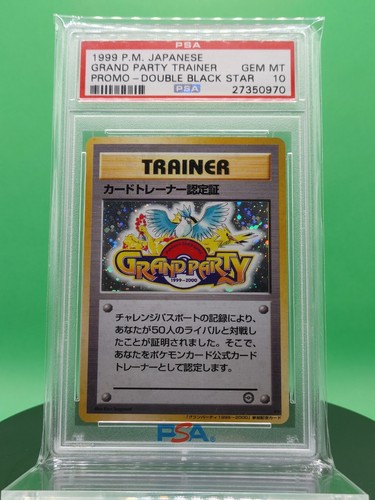 PSA
1999 P.M. JAPANESE
GRAND PARTY TRAINER GEM MT
PROMO - DOUBLE BLACK STAR 10
PSA 27350970
TRAINER
カードトレーナー認定証
GRAND PARTY
1999-2000
チャレンジパスポートの記録により、
あなたが50人のライバルと対戦し
たことが証明されました。そこで、
あなたをポケモンカード公式カード
トレーナーとして認定します。
PSA